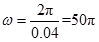 ω = 2π/0.04 =50π